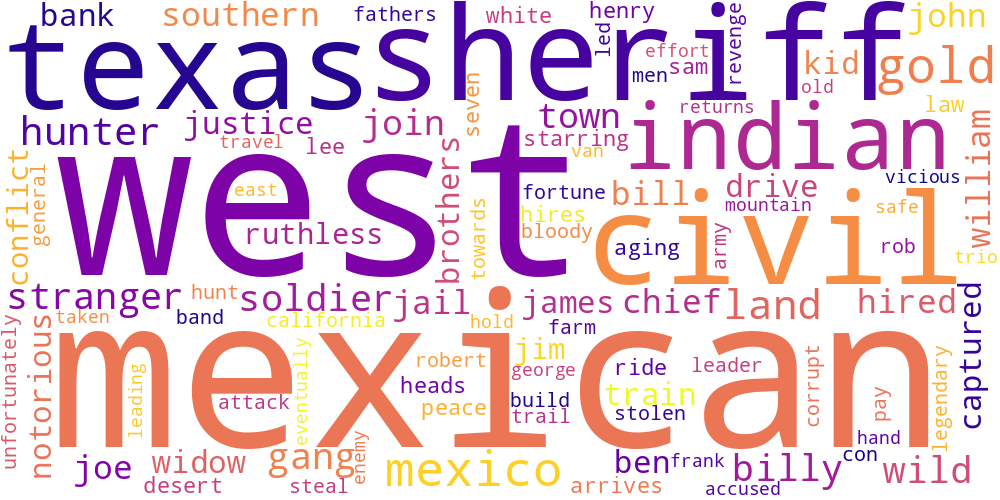 bank
southern
fathers
white
henry
john
texas
sheriff
led
effort
revenge
men
sam
kid
old
gold
hunter
justice
travel
lee
join
seven
town
starring
van
returns
indian
law
william
conflict
general
west
east
ruthless
brothers
towards
fortune
hires
bloody
bill
drive
mountain
vicious
safe
civil
aging
army
rob
trio
stranger
hunt
soldier
jail
james
chief
land
hired
captured
taken
band
california
hold
farm
unfortunately
notorious
mexican
leading
eventually
attack
robert
heads
peace
jim
george
build
trail
ride
train
stolen
leader
corrupt
pay
legendary
hand
con
joe
widow
desert
gang
steal
enemy
mexico
arrives
ben
frank
billy
accused
wild